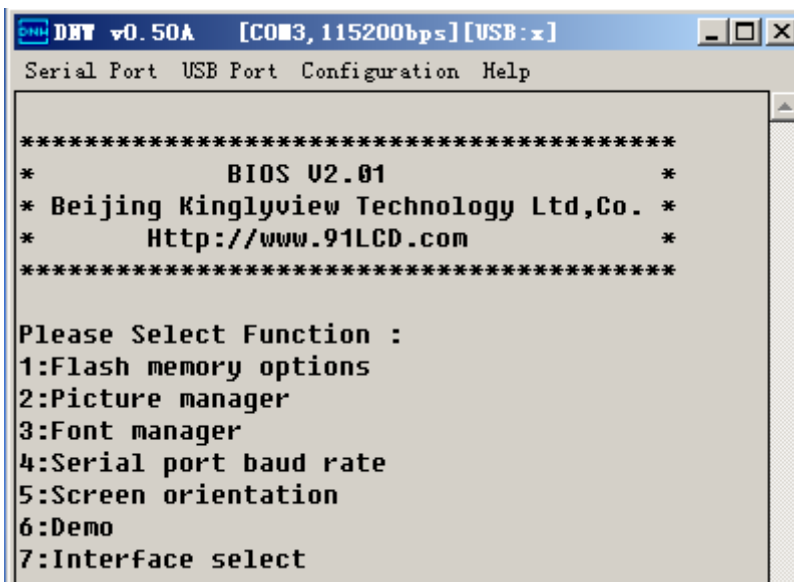 DNW DNW v0.50A [COM3,115200bps][USB:x]
Serial Port USB Port Configuration Help
*****************************************
* BIOS V2.01 *
* Beijing Kinglyview Technology Ltd,Co. *
* Http://www.91LCD.com *
*****************************************
Please Select Function :
1:Flash memory options
2:Picture manager
3:Font manager
4:Serial port baud rate
5:Screen orientation
6:Demo
7:Interface select